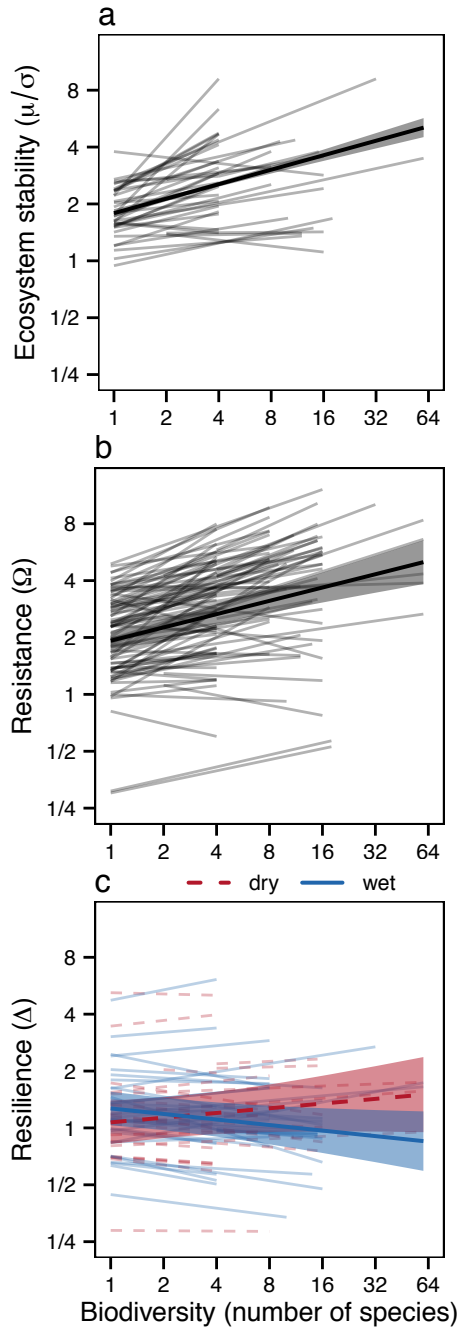 a
Ecosystem stability (μ/σ)
8
4
2
1
1/2
1/4
1 2 4 8 16 32 64
b
Resistance (Ω)
8
4
2
1
1/2
1/4
1 2 4 8 16 32 64
c
dry wet
Resilience (Δ)
8
4
2
1
1/2
1/4
1 2 4 8 16 32 64
Biodiversity (number of species)